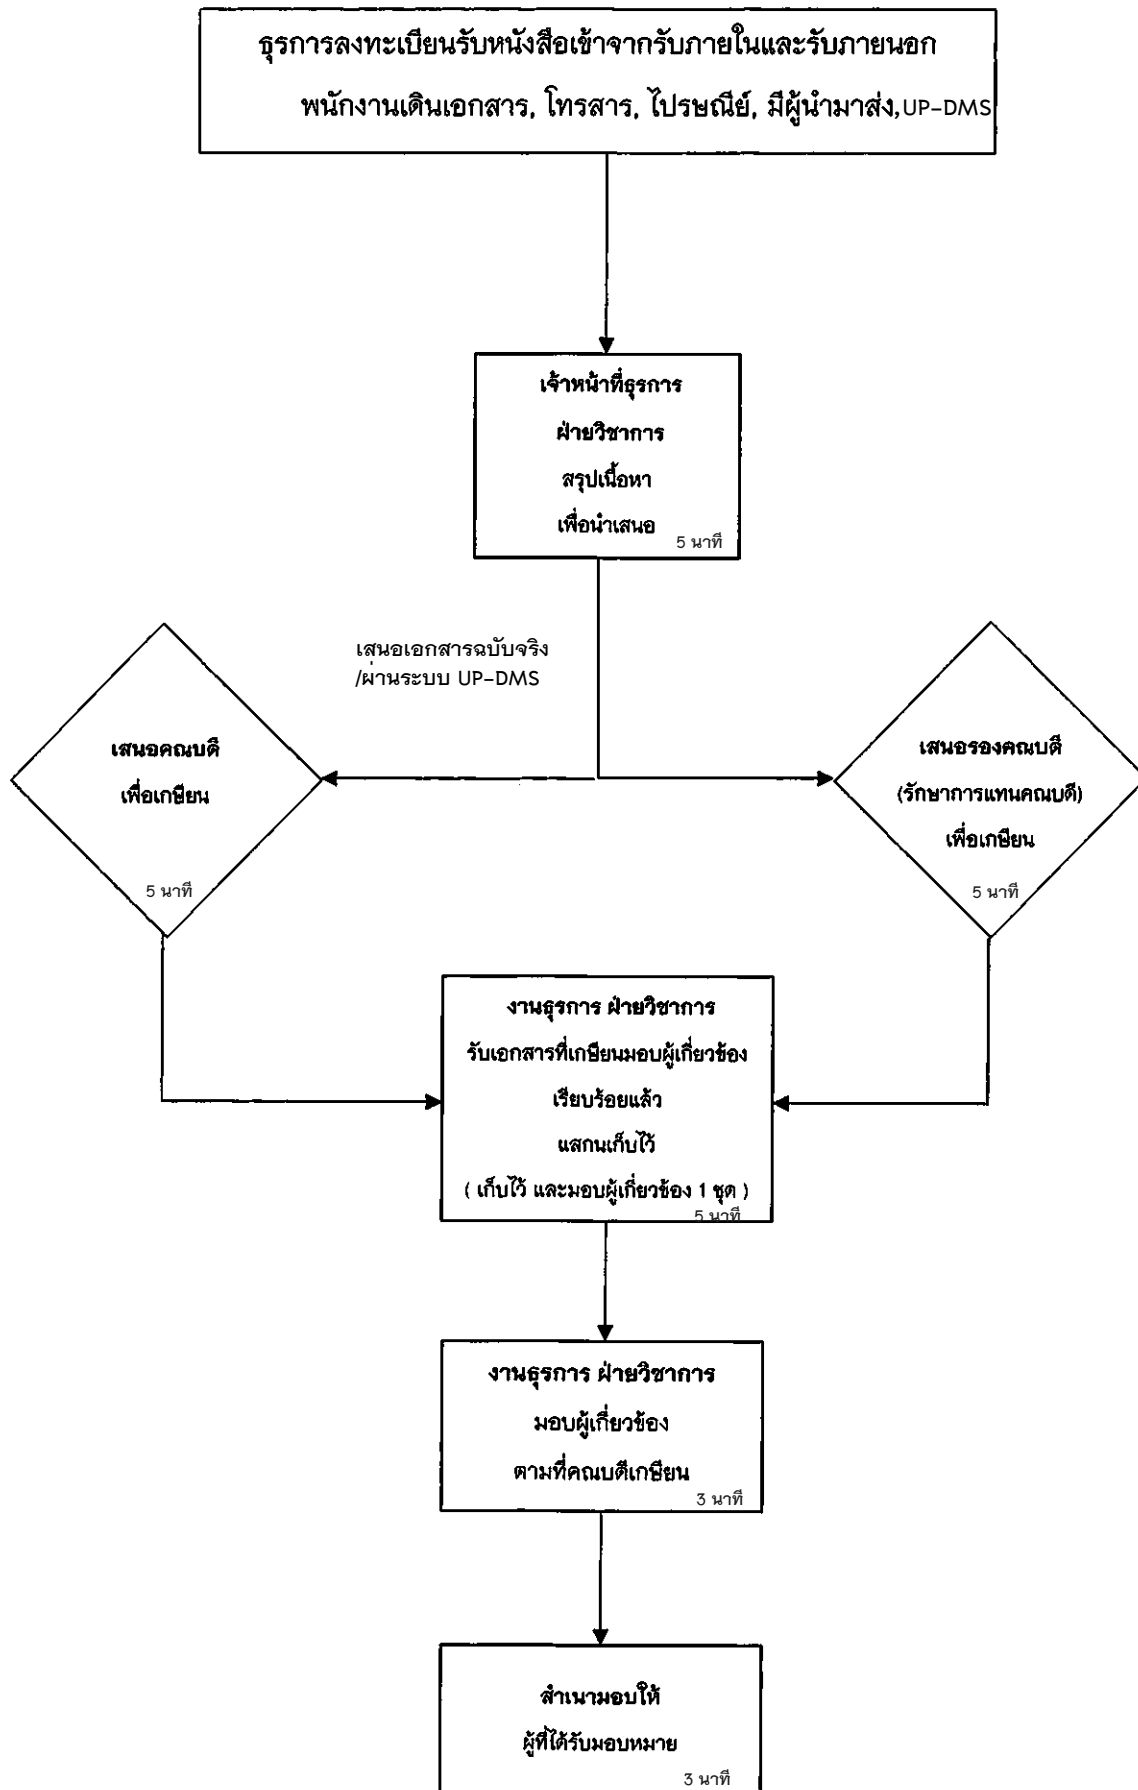 ธุรการลงทะเบียนรับหนังสือเข้าจากรับภายในและรับภายนอก
พนักงานเดินเอกสาร, โทรสาร, ไปรษณีย์, มีผู้นำมาส่ง,UP-DMS
เจ้าหน้าที่ธุรการ
ฝ่ายวิชาการ
สรุปเนื้อหา
เพื่อนำเสนอ
5 นาที
เสนอเอกสารฉบับจริง
/ผ่านระบบ UP-DMS
เสนอคณบดี
เพื่อเกษียน
5 นาที
เสนอรองคณบดี
(รักษาการแทนคณบดี)
เพื่อเกษียน
5 นาที
งานธุรการ ฝ่ายวิชาการ
รับเอกสารที่เกษียนมอบผู้เกี่ยวข้อง
เรียบร้อยแล้ว
แสกนเก็บไว้
( เก็บไว้ และมอบผู้เกี่ยวข้อง 1 ชุด )
5 นาที
งานธุรการ ฝ่ายวิชาการ
มอบผู้เกี่ยวข้อง
ตามที่คณบดีเกษียน
3 นาที
สำเนามอบให้
ผู้ที่ได้รับมอบหมาย
3 นาที